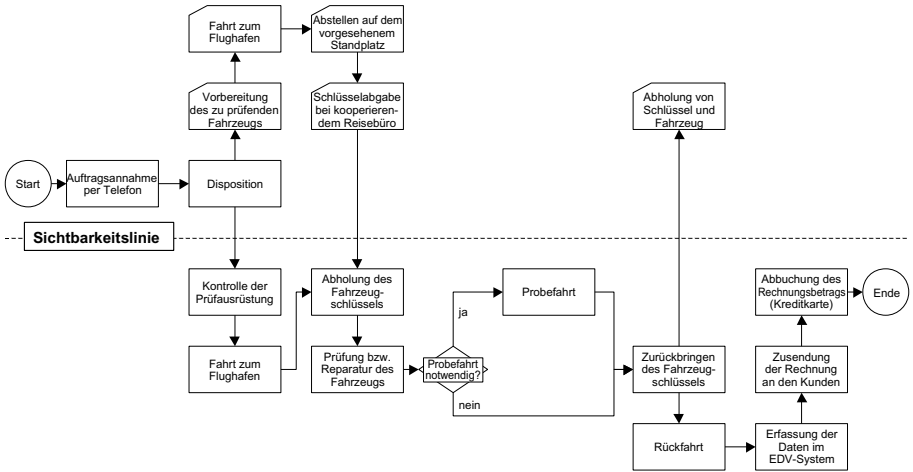 Fahrt zum
Flughafen
Abstellen auf dem
vorgesehenem
Standplatz
Vorbereitung
des zu prüfenden
Fahrzeugs
Schlüsselabgabe
bei kooperieren-
dem Reisebüro
Abholung von
Schlüssel und
Fahrzeug
Start
Auftragsannahme
per Telefon
Disposition
Sichtbarkeitslinie
Kontrolle der
Prüfausrüstung
Abholung des
Fahrzeug-
schlüssels
Probefahrt
Abbuchung des
Rechnungsbetrags
(Kreditkarte)
Ende
ja
Fahrt zum
Flughafen
Prüfung bzw.
Reparatur des
Fahrzeugs
Probefahrt
notwendig?
nein
Zurückbringen
des Fahrzeug-
schlüssels
Zusendung
der Rechnung
an den Kunden
Rückfahrt
Erfassung der
Daten im
EDV-System